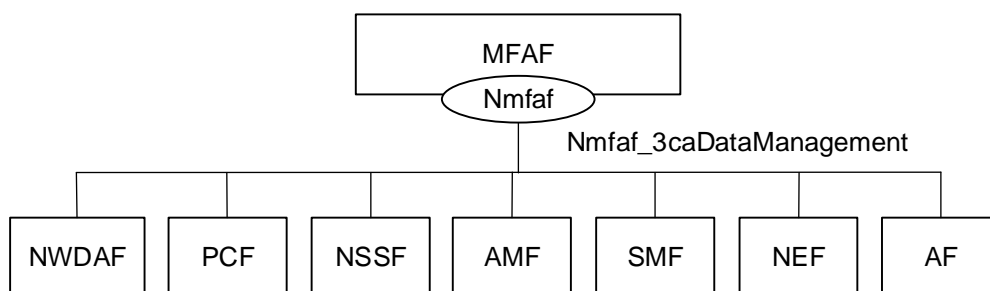 MFAF
Nmfaf
Nmfaf_3caDataManagement
NWDAF PCF NSSF AMF SMF NEF AF